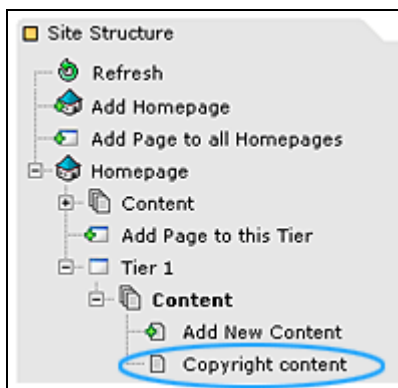 Site Structure
Refresh
Add Homepage
Add Page to all Homepages
Homepage
Content
Add Page to this Tier
Tier 1
Content
Add New Content
Copyright content